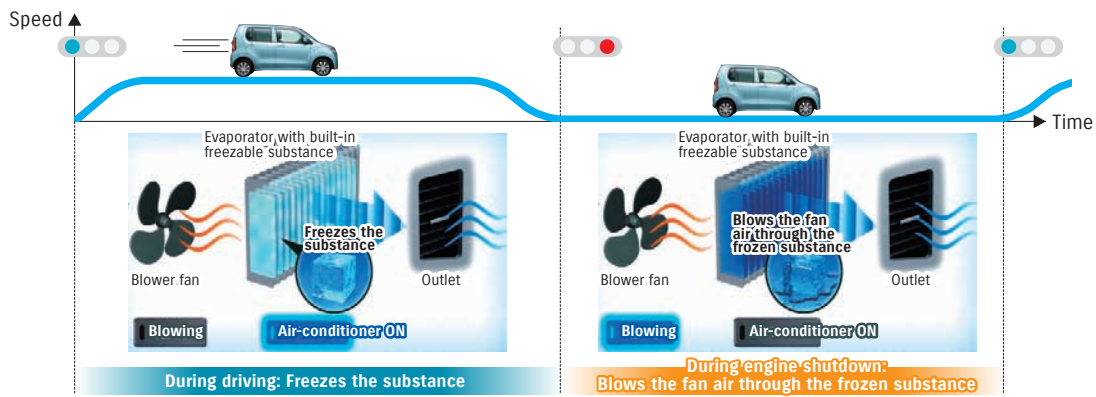 Speed
Time
Evaporator with built-in
freezable substance
Freezes the
substance
Blower fan
Outlet
Blowing
Air-conditioner ON
Evaporator with built-in
freezable substance
Blows the fan
air through the
frozen substance
Blower fan
Outlet
Blowing
Air-conditioner ON
During driving: Freezes the substance
During engine shutdown:
Blows the fan air through the frozen substance